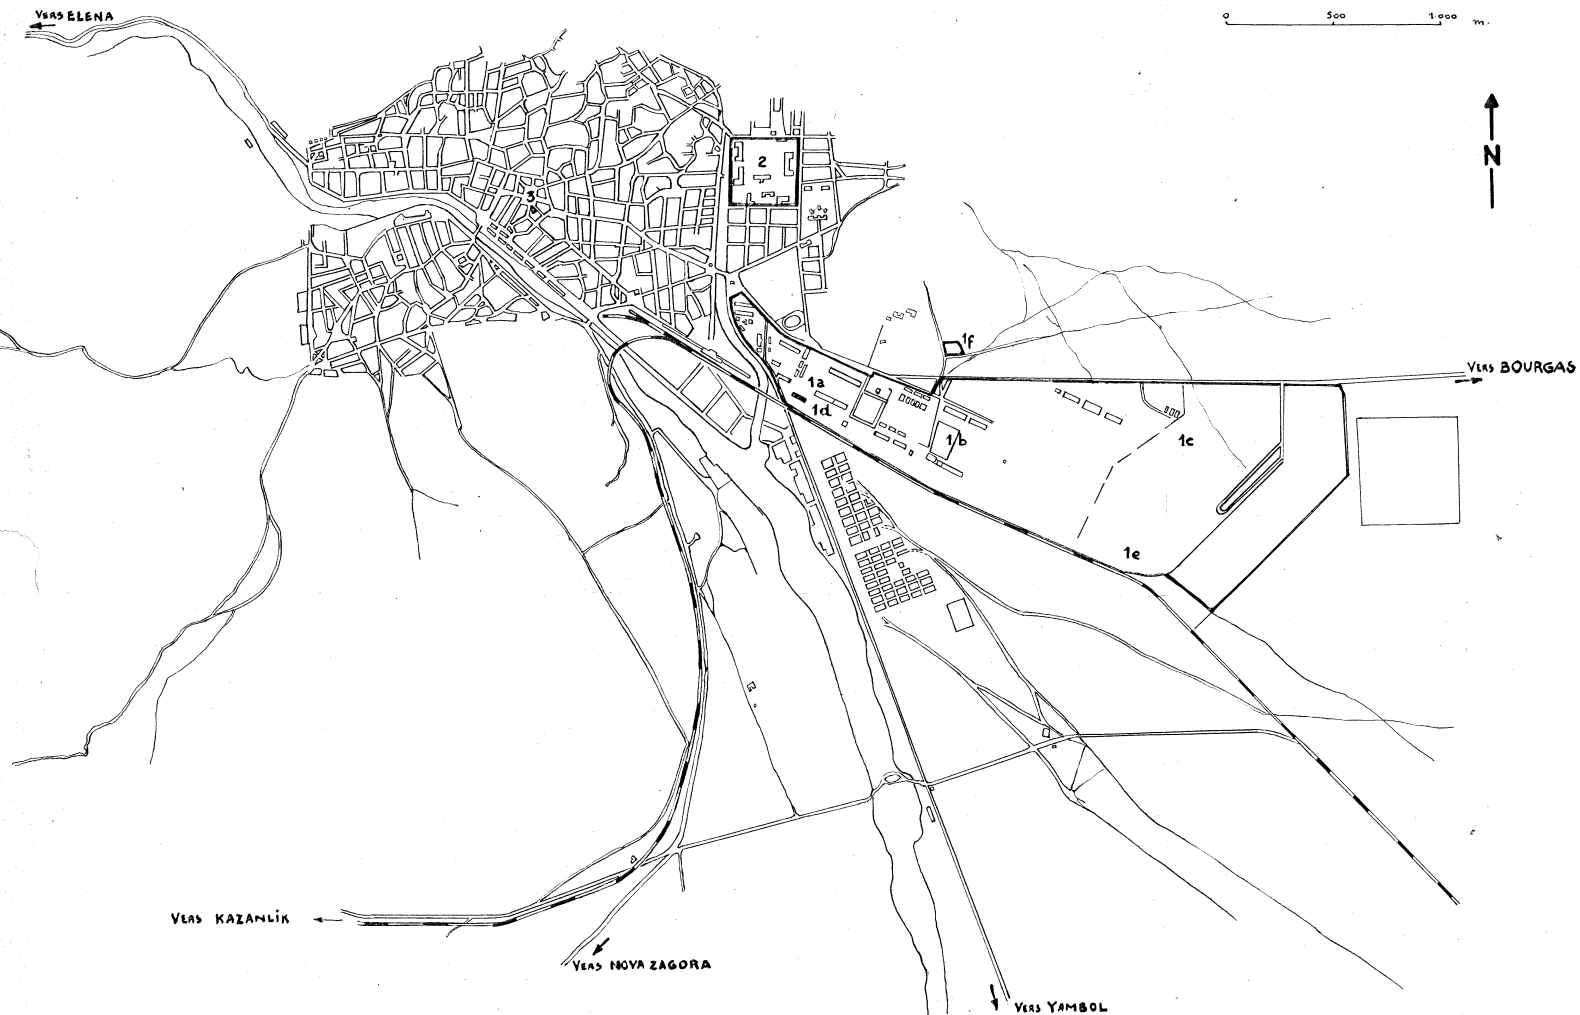 VERS ELENA
0 500 1.000 m.
N
2
3
1f
VERS BOURGAS
1a
1d
1b
1c
1e
VERS KAZANLIK
VERS NOVA ZAGORA
VERS YAMBOL